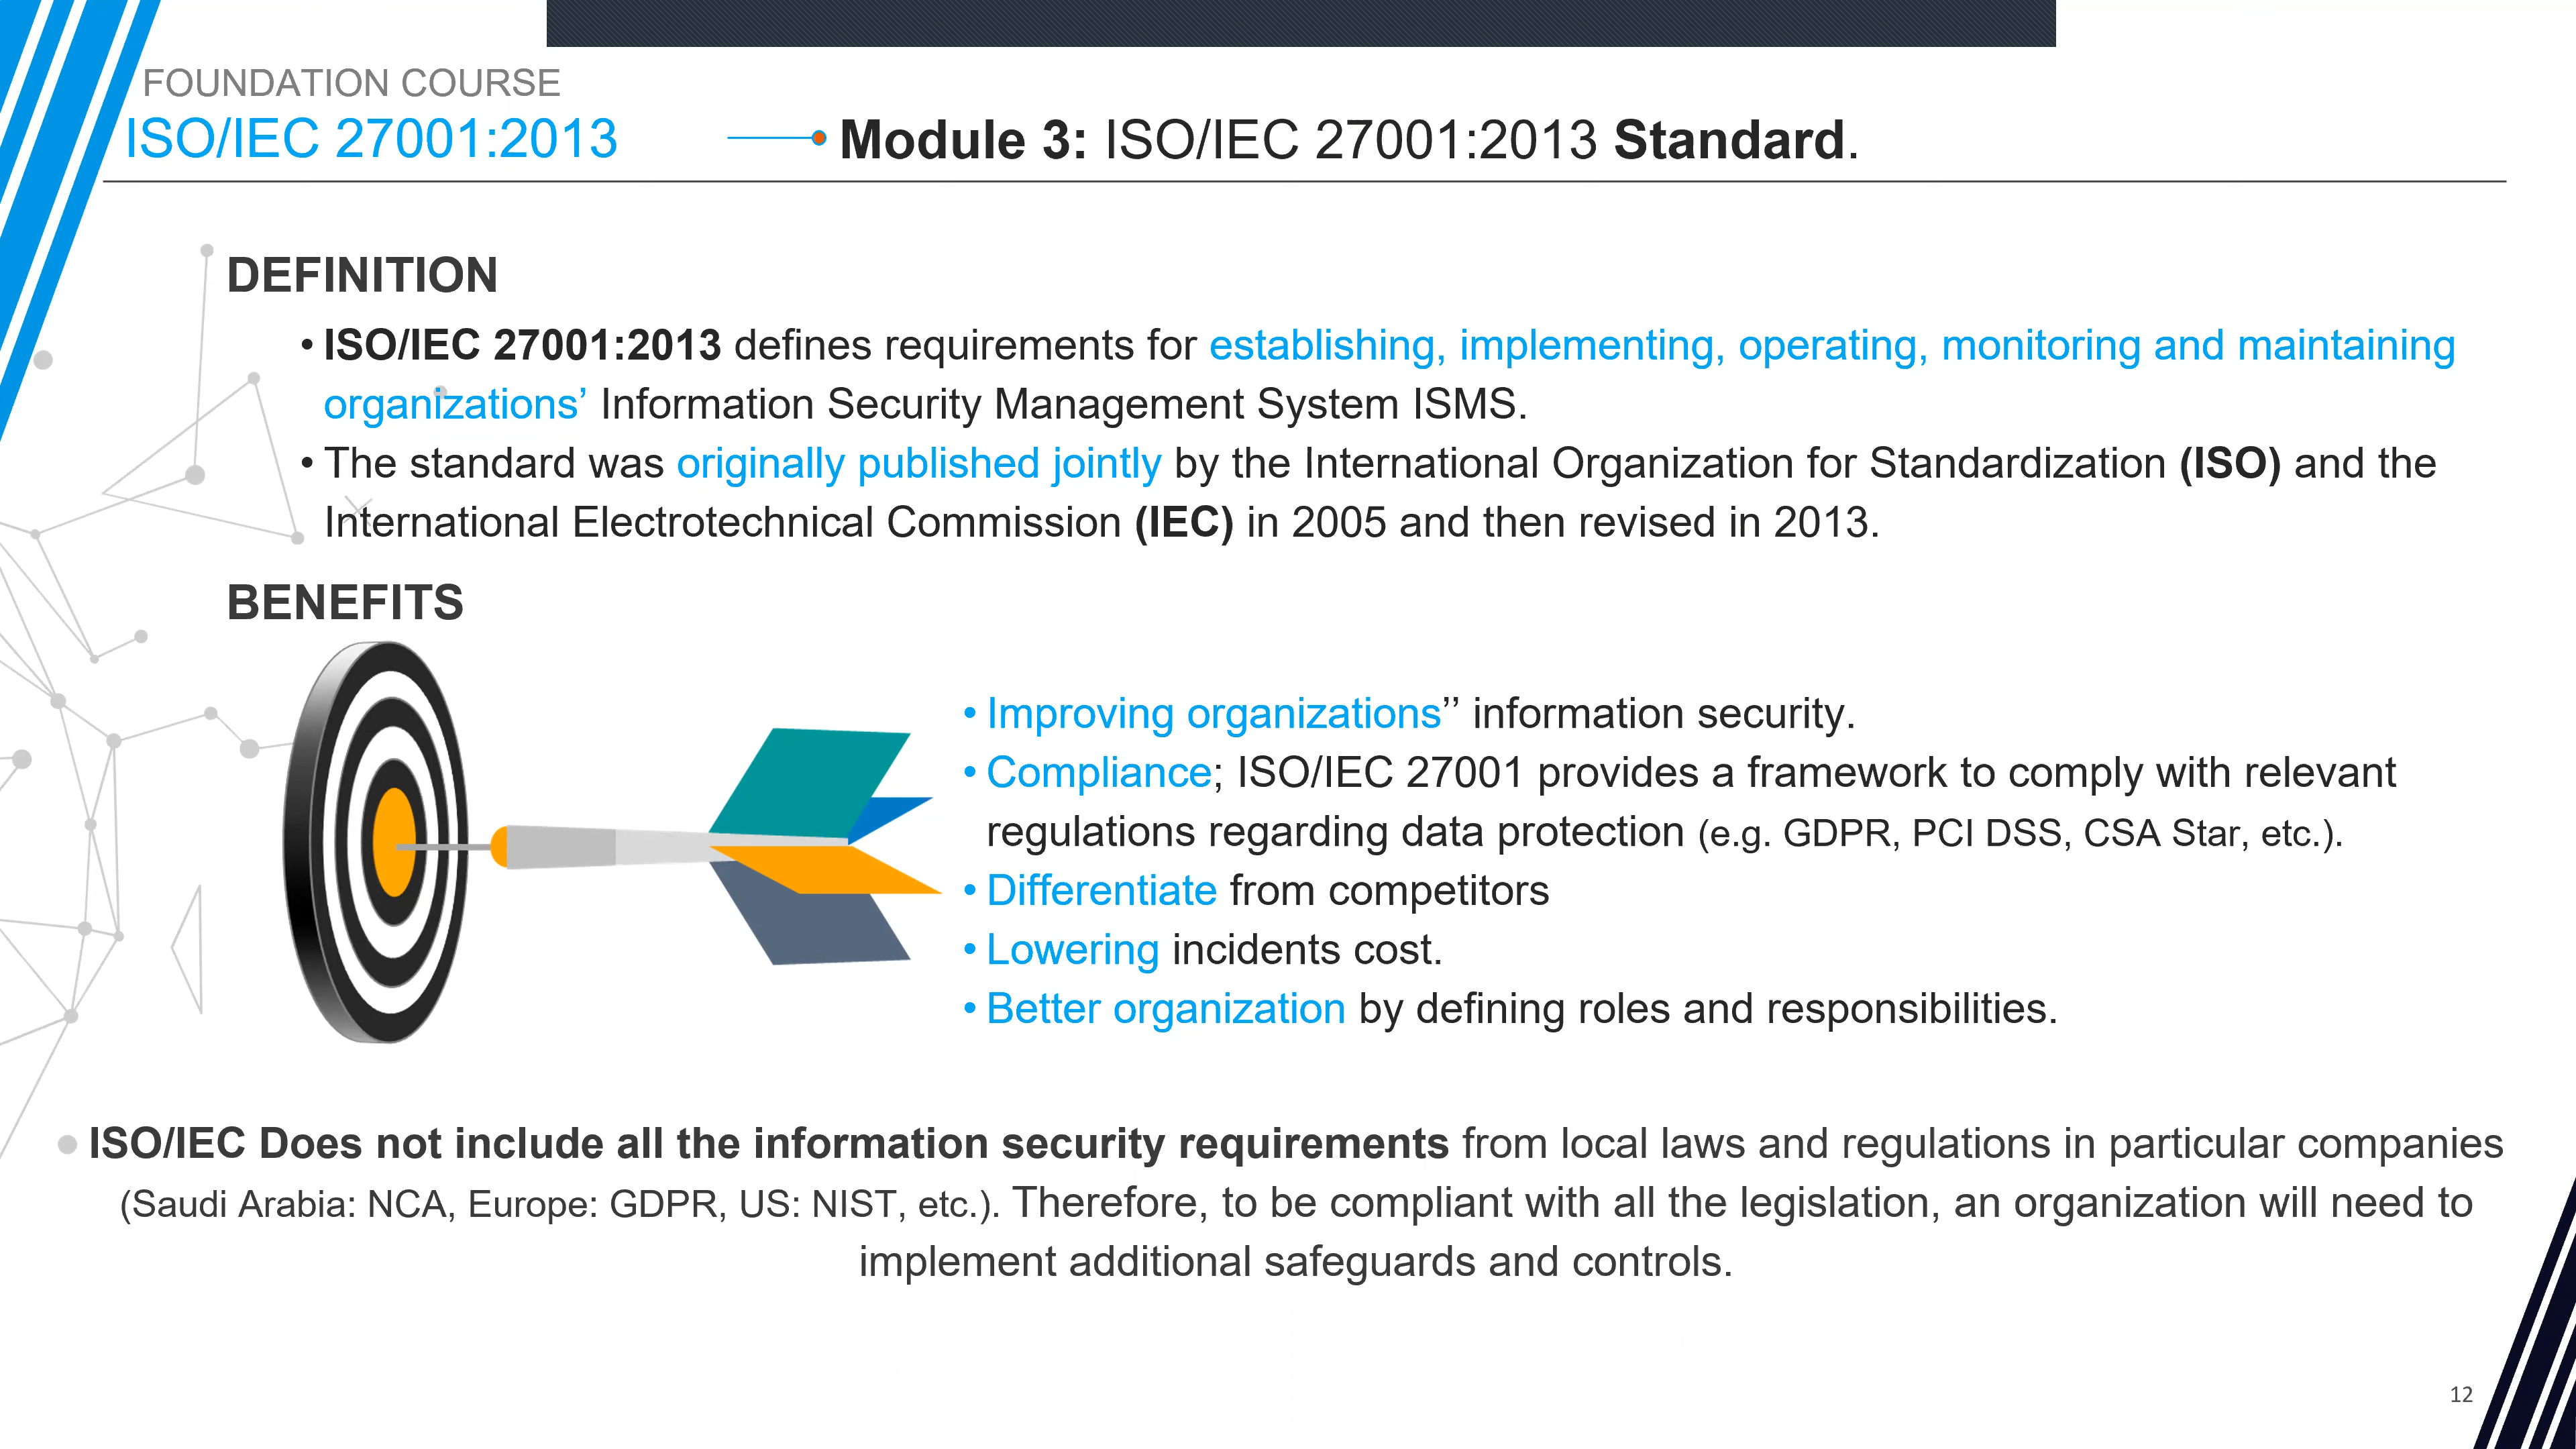 FOUNDATION COURSE
ISO/IEC 27001:2013
Module 3: ISO/IEC 27001:2013 Standard.
DEFINITION
• ISO/IEC 27001:2013 defines requirements for establishing, implementing, operating, monitoring and maintaining
organizations’ Information Security Management System ISMS.
• The standard was originally published jointly by the International Organization for Standardization (ISO) and the
International Electrotechnical Commission (IEC) in 2005 and then revised in 2013.
BENEFITS
• Improving organizations’’ information security.
• Compliance; ISO/IEC 27001 provides a framework to comply with relevant
regulations regarding data protection (e.g. GDPR, PCI DSS, CSA Star, etc.).
• Differentiate from competitors
• Lowering incidents cost.
• Better organization by defining roles and responsibilities.
ISO/IEC Does not include all the information security requirements from local laws and regulations in particular companies
(Saudi Arabia: NCA, Europe: GDPR, US: NIST, etc.). Therefore, to be compliant with all the legislation, an organization will need to
implement additional safeguards and controls.
12